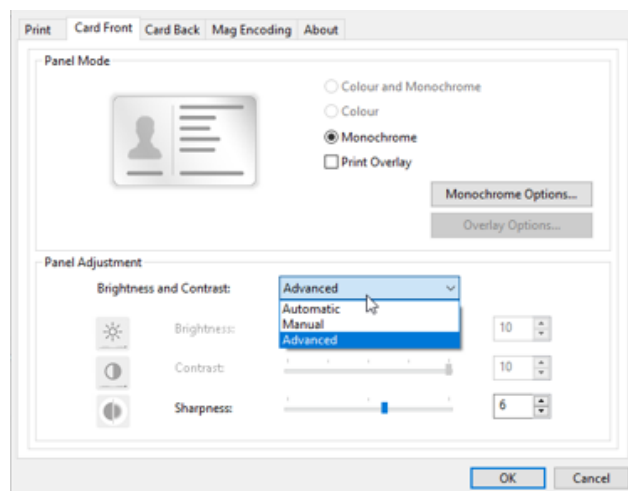 Print Card Front Card Back Mag Encoding About
Panel Mode
Colour and Monochrome
Colour
Monochrome
Print Overlay
Monochrome Options...
Overlay Options...
Panel Adjustment
Brightness and Contrast: Advanced
Automatic
Manual
Advanced
Brightness: 10
Contrast: 10
Sharpness: 6
OK Cancel